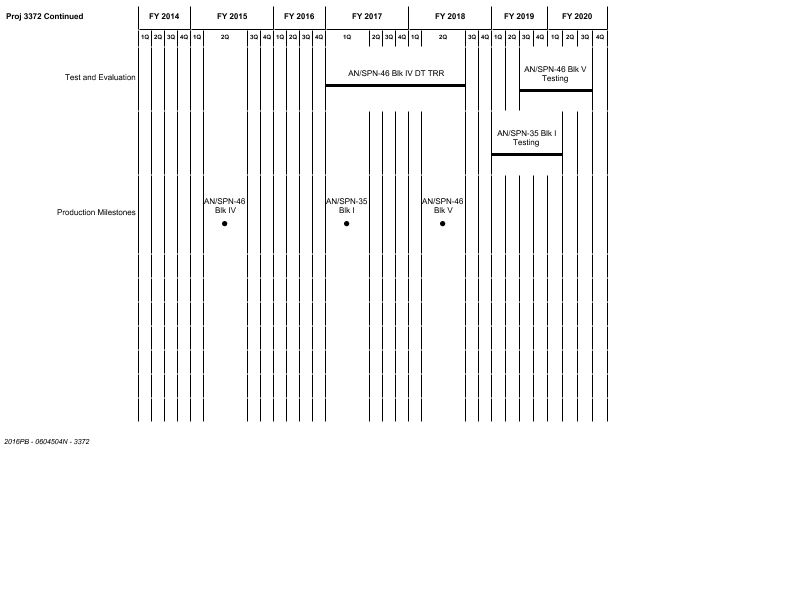 Proj 3372 Continued
FY 2014 FY 2015 FY 2016 FY 2017 FY 2018 FY 2019 FY 2020
1Q 2Q 3Q 4Q 1Q 2Q 3Q 4Q 1Q 2Q 3Q 4Q 1Q 2Q 3Q 4Q 1Q 2Q 3Q 4Q 1Q 2Q 3Q 4Q 1Q 2Q 3Q 4Q
Test and Evaluation
AN/SPN-46 Blk IV DT TRR
AN/SPN-46 Blk V
Testing
AN/SPN-35 Blk I
Testing
Production Milestones
AN/SPN-46
Blk IV
AN/SPN-35
Blk I
AN/SPN-46
Blk V
2016PB - 0604504N - 3372